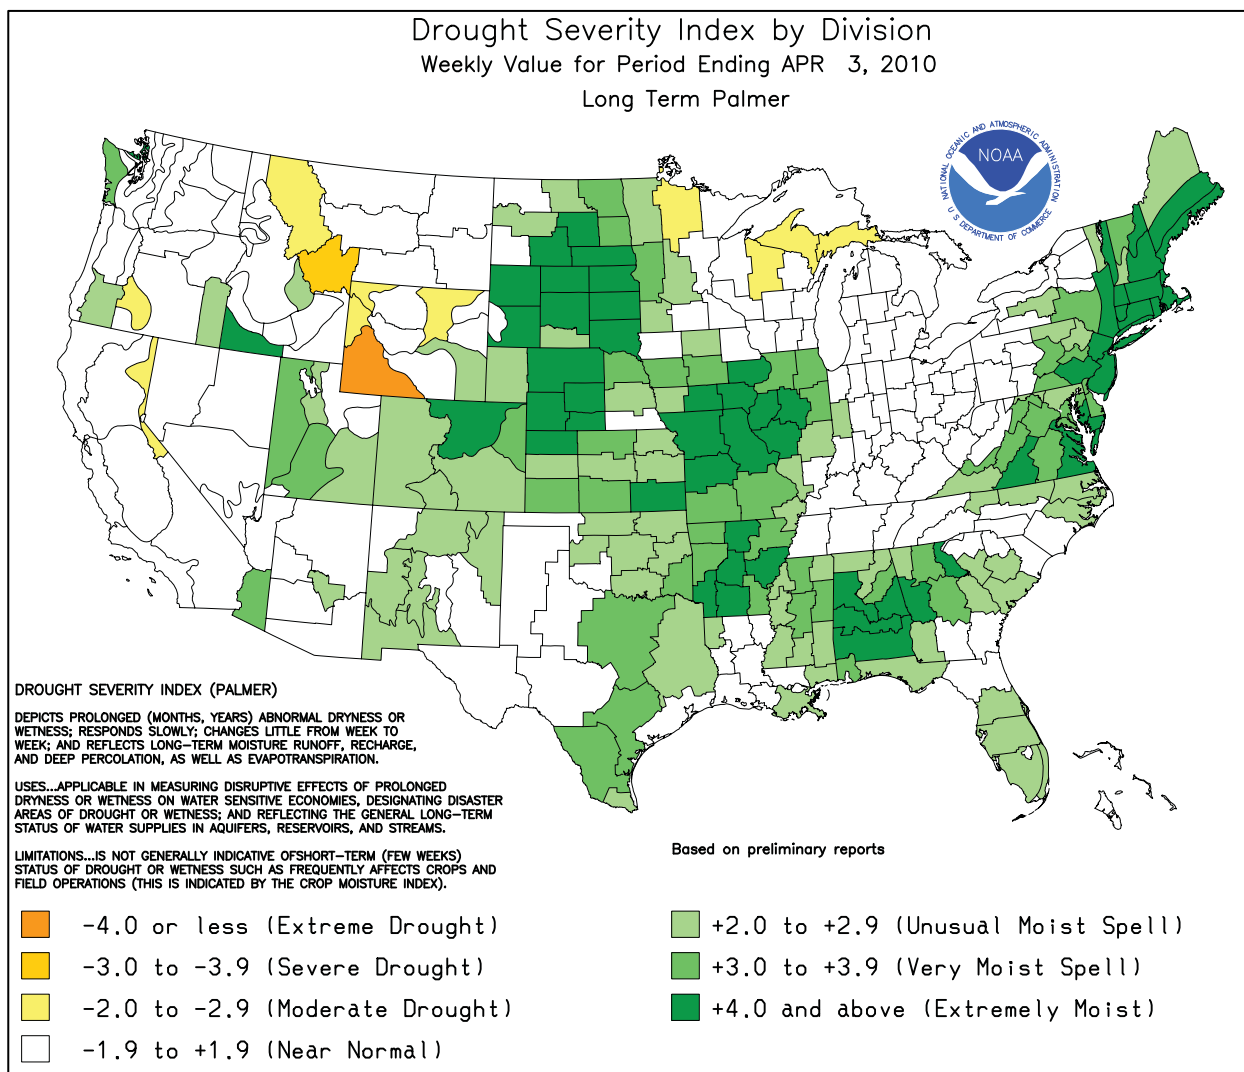 Drought Severity Index by Division
Weekly Value for Period Ending APR 3, 2010
Long Term Palmer
NATIONAL OCEANIC AND ATMOSPHERIC ADMINISTRATION
NOAA
U S DEPARTMENT OF COMMERCE
DROUGHT SEVERITY INDEX (PALMER)
DEPICTS PROLONGED (MONTHS, YEARS) ABNORMAL DRYNESS OR
WETNESS; RESPONDS SLOWLY; CHANGES LITTLE FROM WEEK TO
WEEK; AND REFLECTS LONG-TERM MOISTURE RUNOFF, RECHARGE,
AND DEEP PERCOLATION, AS WELL AS EVAPOTRANSPIRATION.
USES...APPLICABLE IN MEASURING DISRUPTIVE EFFECTS OF PROLONGED
DRYNESS OR WETNESS ON WATER SENSITIVE ECONOMIES, DESIGNATING DISASTER
AREAS OF DROUGHT OR WETNESS; AND REFLECTING THE GENERAL LONG-TERM
STATUS OF WATER SUPPLIES IN AQUIFERS, RESERVOIRS, AND STREAMS.
LIMITATIONS...IS NOT GENERALLY INDICATIVE OFSHORT-TERM (FEW WEEKS)
STATUS OF DROUGHT OR WETNESS SUCH AS FREQUENTLY AFFECTS CROPS AND
FIELD OPERATIONS (THIS IS INDICATED BY THE CROP MOISTURE INDEX).
Based on preliminary reports
-4.0 or less (Extreme Drought)
-3.0 to -3.9 (Severe Drought)
-2.0 to -2.9 (Moderate Drought)
-1.9 to +1.9 (Near Normal)
+2.0 to +2.9 (Unusual Moist Spell)
+3.0 to +3.9 (Very Moist Spell)
+4.0 and above (Extremely Moist)